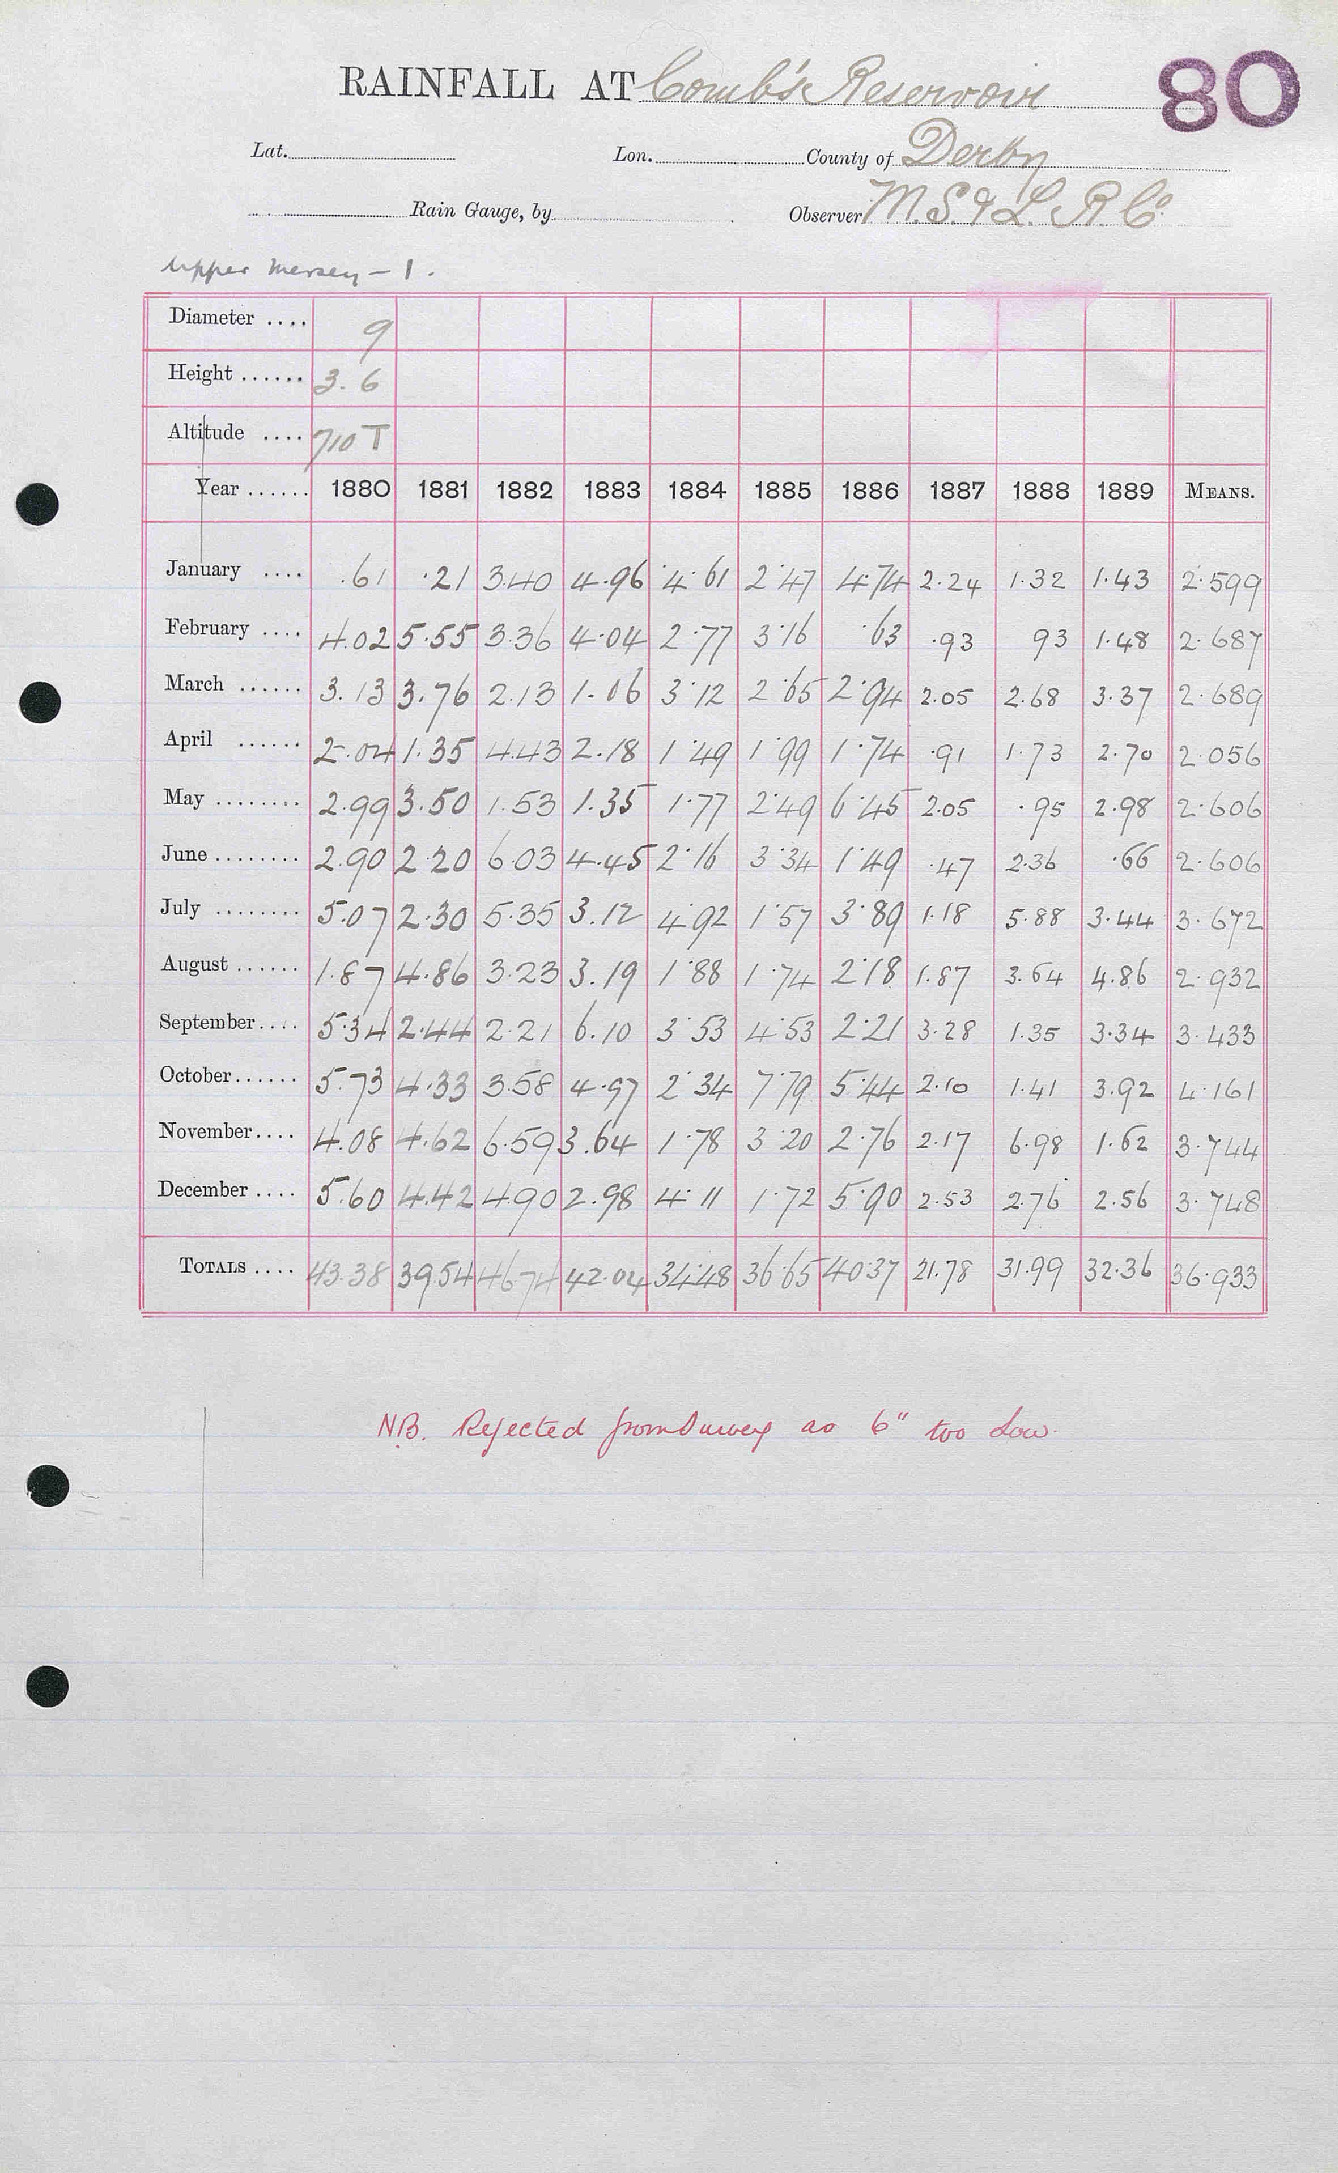 RAINFALL AT Comb's Reservoir 80
Lat. Lon. County of Derby
Rain Gauge, by Observer M. S. & L. R. Co.
Upper Mersey - 1.
Diameter .... 9
Height ...... 3.6
Altitude .... 710 T
Year ...... 1880 1881 1882 1883 1884 1885 1886 1887 1888 1889 MEANS.
January .... .61 .21 3.40 4.96 4.61 2.47 4.74 2.24 1.32 1.43 2.599
February .... 4.02 5.55 3.36 4.04 2.77 3.16 .63 .93 93 1.48 2.687
March ...... 3.13 3.76 2.13 1.06 3.12 2.65 2.94 2.05 2.68 3.37 2.689
April ...... 2.04 1.35 4.43 2.18 1.49 1.99 1.74 .91 1.73 2.70 2.056
May ........ 2.99 3.50 1.53 1.35 1.77 2.49 6.45 2.05 .95 2.98 2.606
June ........ 2.90 2.20 6.03 4.45 2.16 3.34 1.49 .47 2.36 .66 2.606
July ........ 5.07 2.30 5.35 3.12 4.92 1.57 3.89 1.18 5.88 3.44 3.672
August ...... 1.87 4.86 3.23 3.19 1.88 1.74 2.18 1.87 3.64 4.86 2.932
September.... 5.34 2.44 2.21 6.10 3.53 4.53 2.21 3.28 1.35 3.34 3.433
October...... 5.73 4.33 3.58 4.97 2.34 7.79 5.44 2.10 1.41 3.92 4.161
November.... 4.08 4.62 6.59 3.64 1.78 3.20 2.76 2.17 6.98 1.62 3.744
December .... 5.60 4.42 4.90 2.98 4.11 1.72 5.90 2.53 2.76 2.56 3.748
TOTALS .... 43.38 39.54 46.74 42.04 34.48 36.65 40.37 21.78 31.99 32.36 36.933
N.B. Rejected from Survey as 6" too low